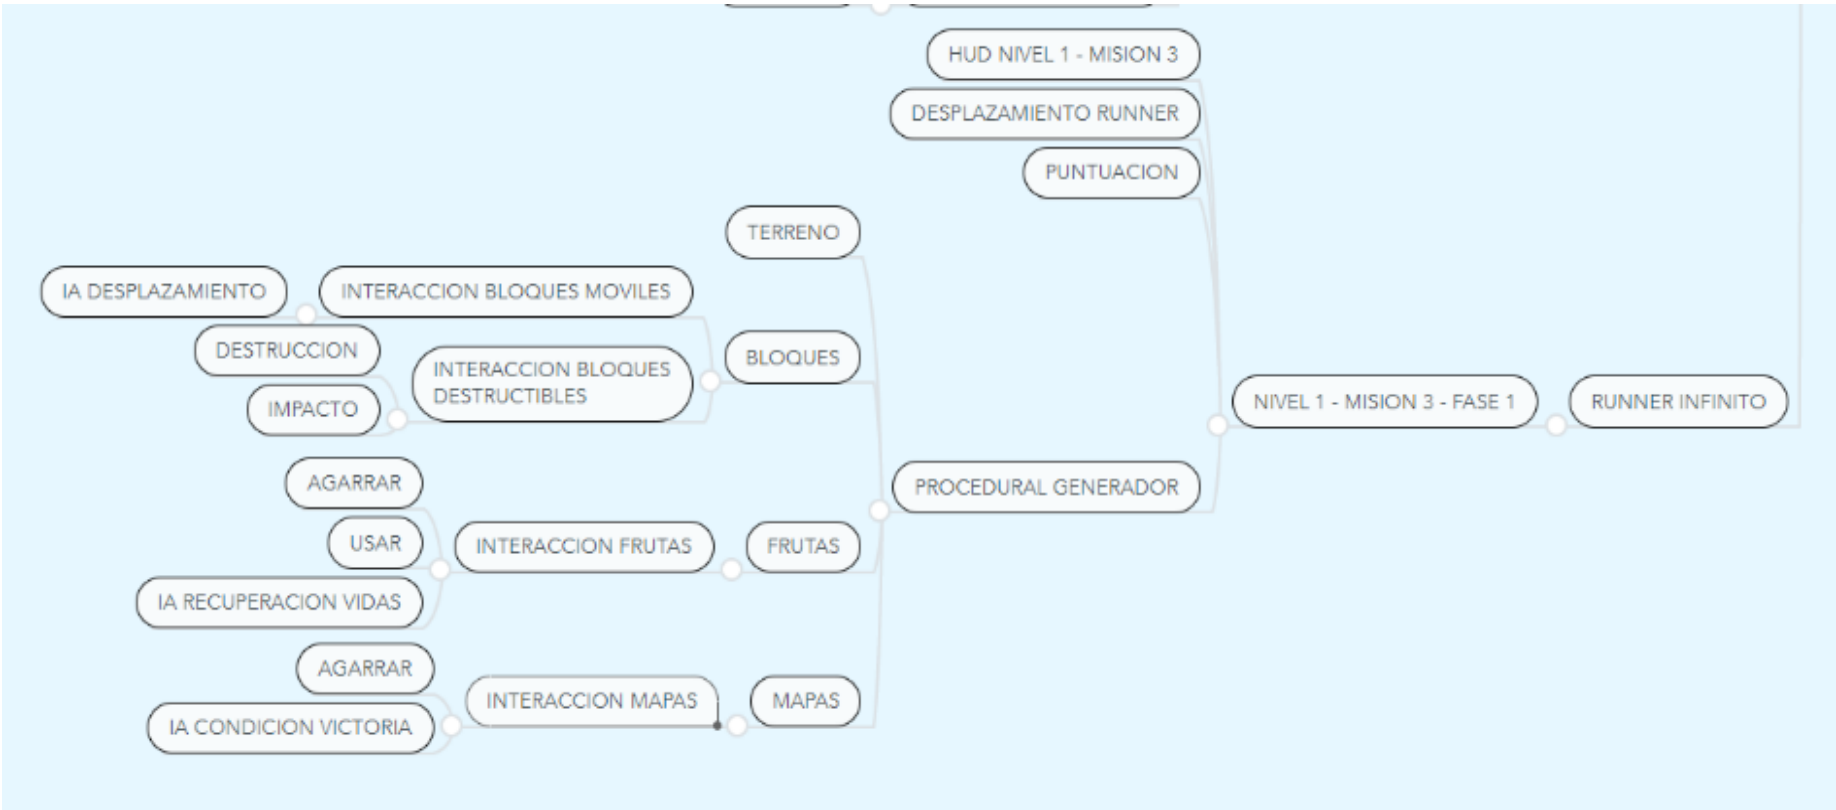 HUD NIVEL 1 - MISION 3
DESPLAZAMIENTO RUNNER
PUNTUACION
TERRENO
IA DESPLAZAMIENTO
INTERACCION BLOQUES MOVILES
DESTRUCCION
INTERACCION BLOQUES
DESTRUCTIBLES
BLOQUES
IMPACTO
NIVEL 1 - MISION 3 - FASE 1
RUNNER INFINITO
AGARRAR
PROCEDURAL GENERADOR
USAR
INTERACCION FRUTAS
FRUTAS
IA RECUPERACION VIDAS
AGARRAR
INTERACCION MAPAS
MAPAS
IA CONDICION VICTORIA